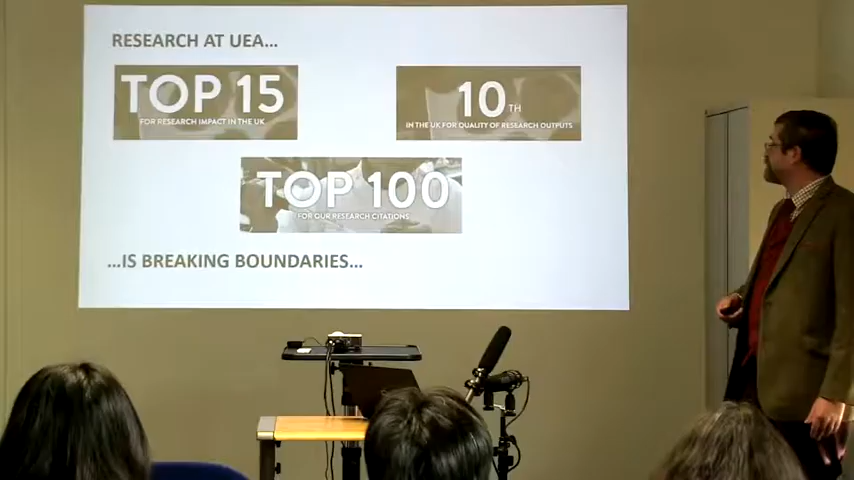 RESEARCH AT UEA...
TOP 15
FOR RESEARCH IMPACT IN THE UK
10TH
IN THE UK FOR QUALITY OF RESEARCH OUTPUTS
TOP 100
FOR OUR RESEARCH CITATIONS
...IS BREAKING BOUNDARIES...